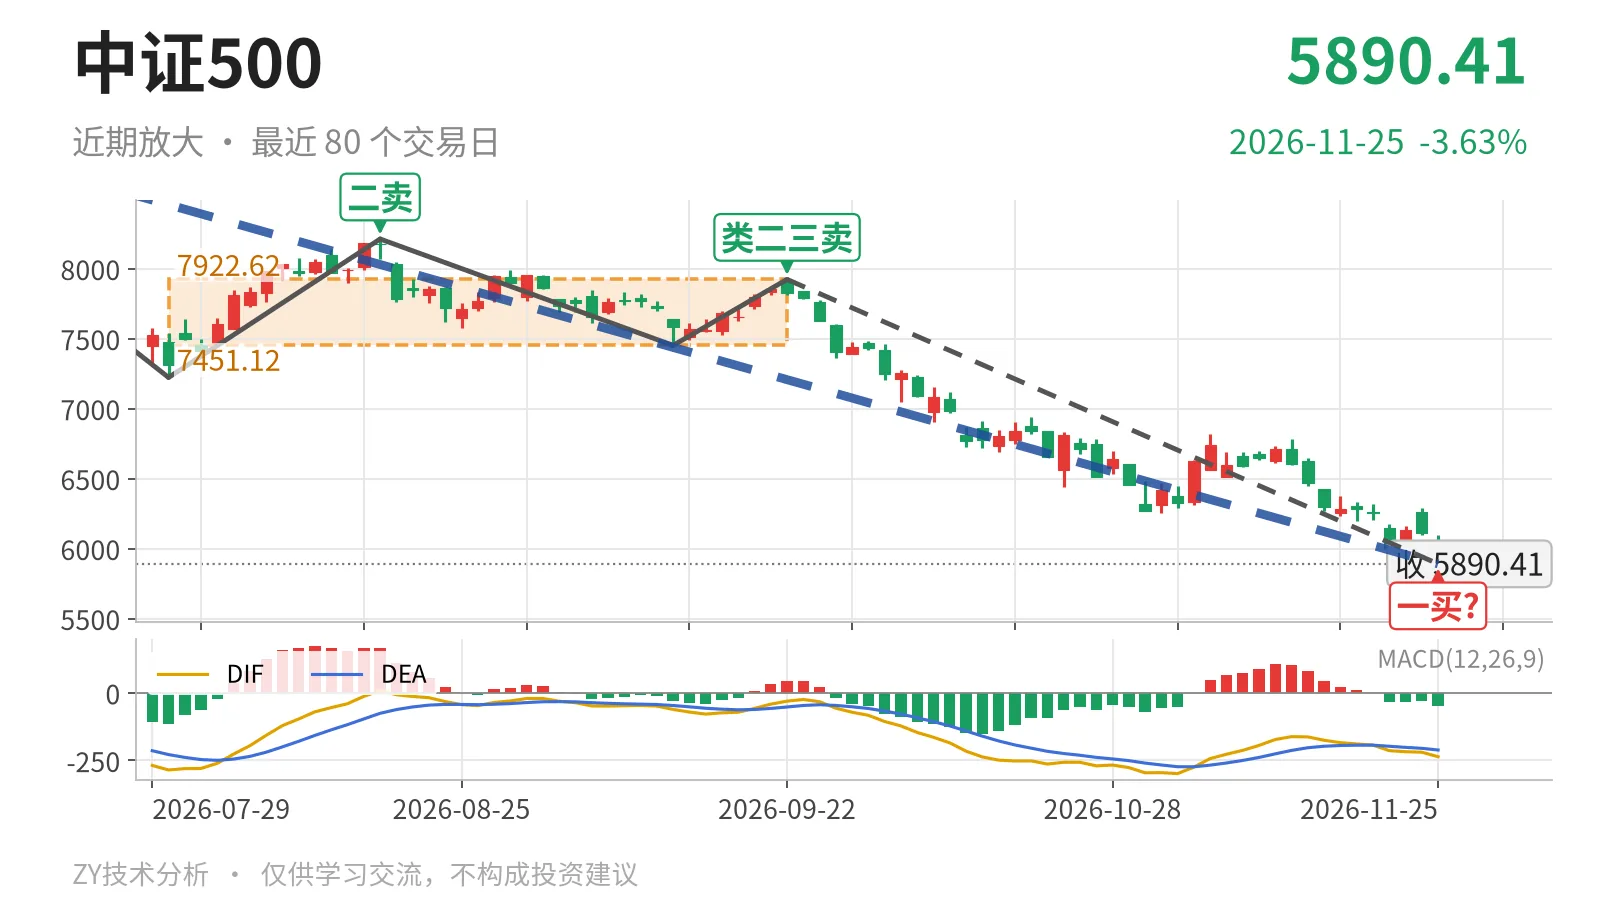 中证500
5890.41
近期放大 • 最近 80 个交易日
2026-11-25 -3.63%
二卖
类二三卖
7922.62
7451.12
8000
7500
7000
6500
6000
5500
收 5890.41
一买?
DIF
DEA
MACD(12,26,9)
0
-250
2026-07-29
2026-08-25
2026-09-22
2026-10-28
2026-11-25
ZY技术分析 • 仅供学习交流，不构成投资建议